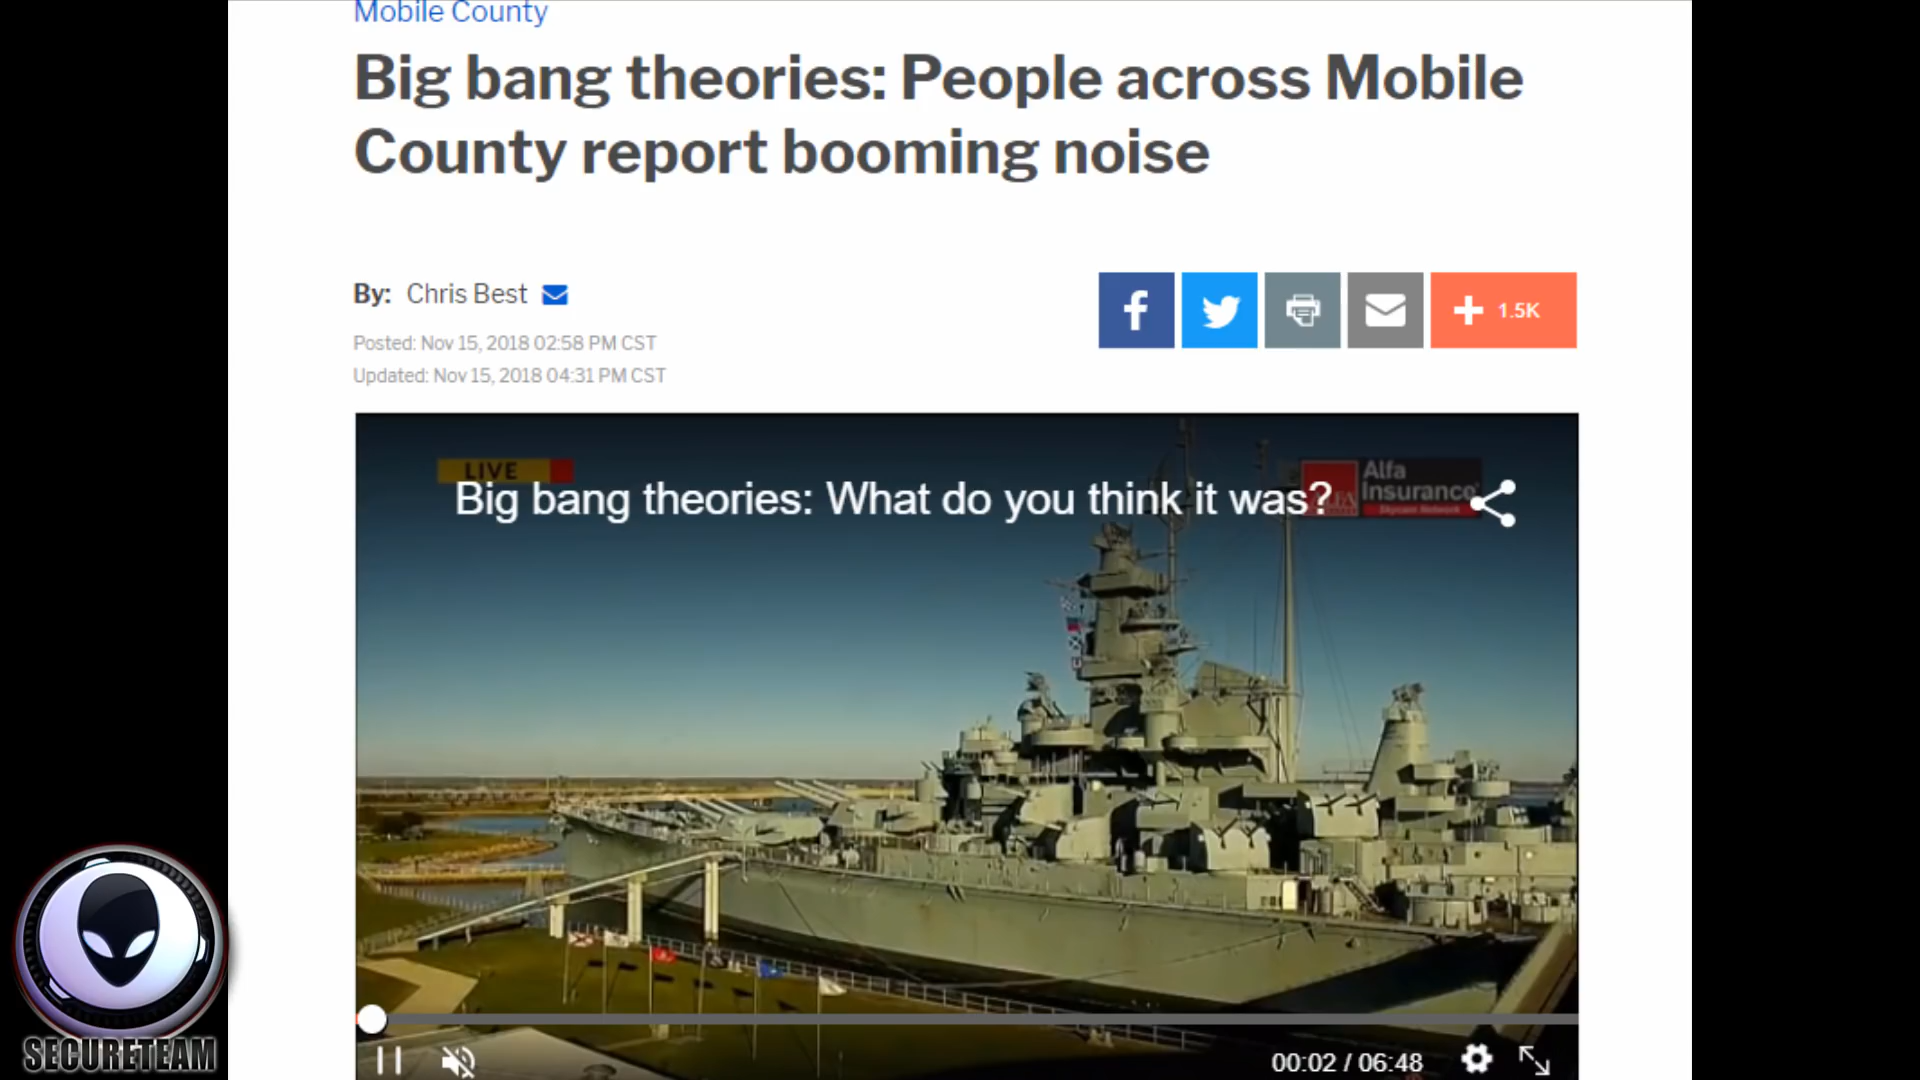 Mobile County
Big bang theories: People across Mobile
County report booming noise
By: Chris Best
Posted: Nov 15, 2018 02:58 PM CST
Updated: Nov 15, 2018 04:31 PM CST
1.5K
LIVE
Big bang theories: What do you think it was?
Alfa
Insurance
Skycam Network
00:02 / 06:48
SECURETEAM